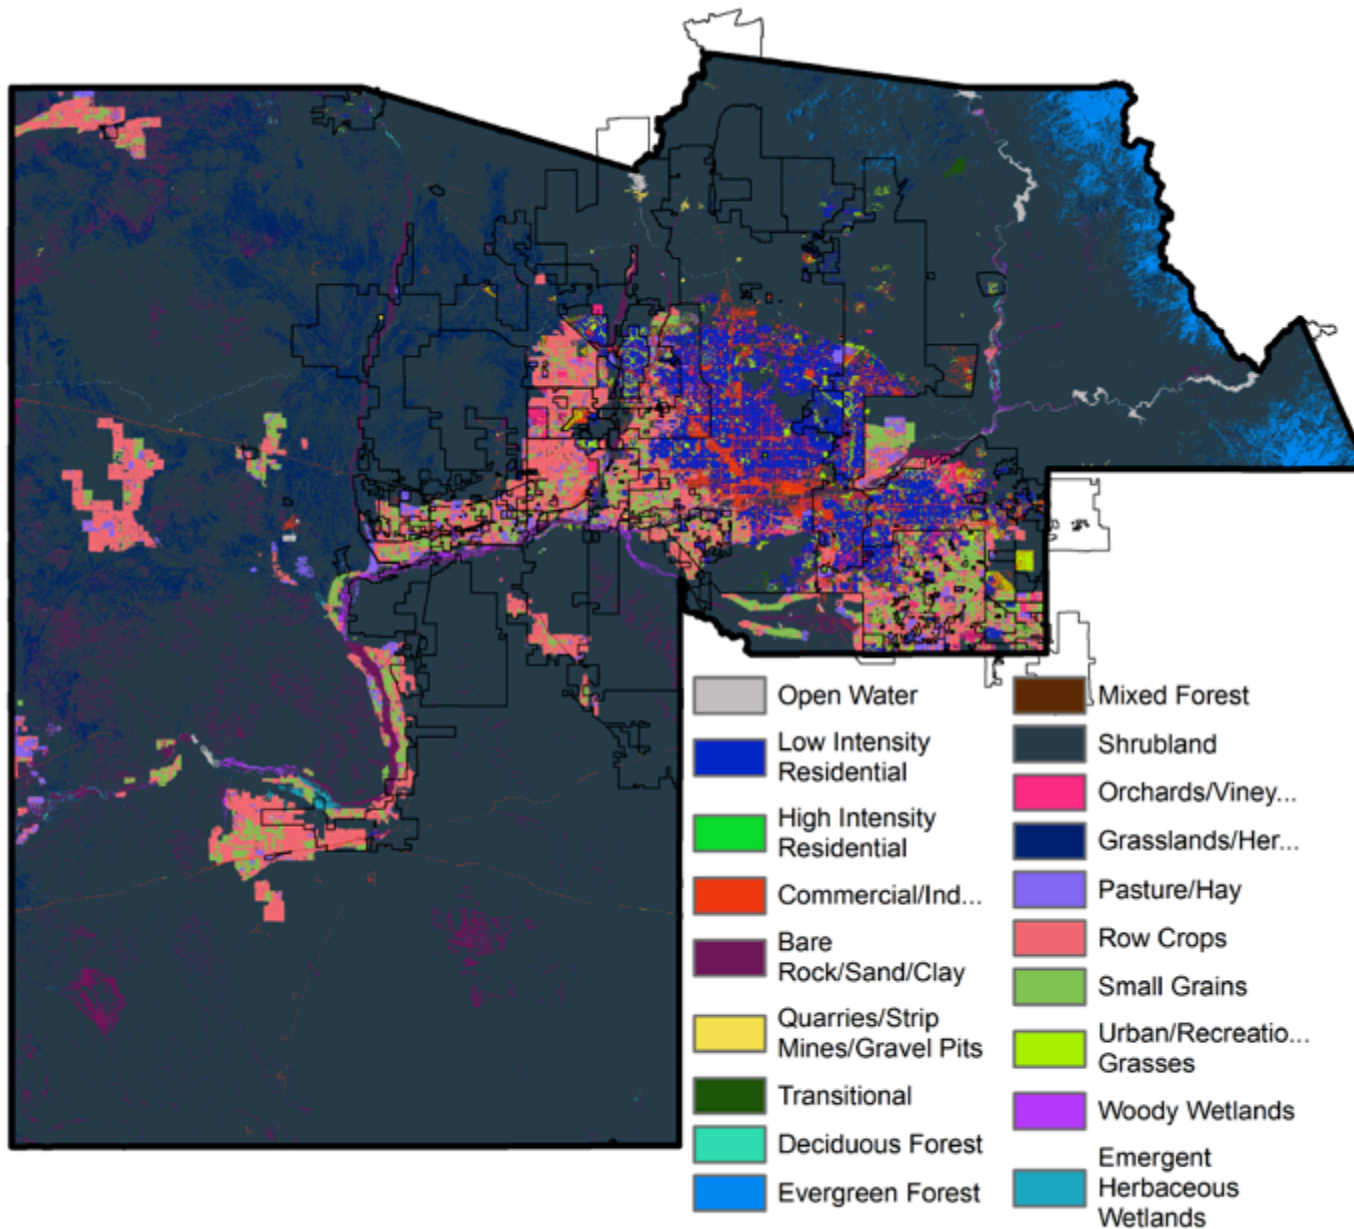 Open Water
Low Intensity
Residential
High Intensity
Residential
Commercial/Ind...
Bare
Rock/Sand/Clay
Quarries/Strip
Mines/Gravel Pits
Transitional
Deciduous Forest
Evergreen Forest
Mixed Forest
Shrubland
Orchards/Viney...
Grasslands/Her...
Pasture/Hay
Row Crops
Small Grains
Urban/Recreatio...
Grasses
Woody Wetlands
Emergent
Herbaceous
Wetlands